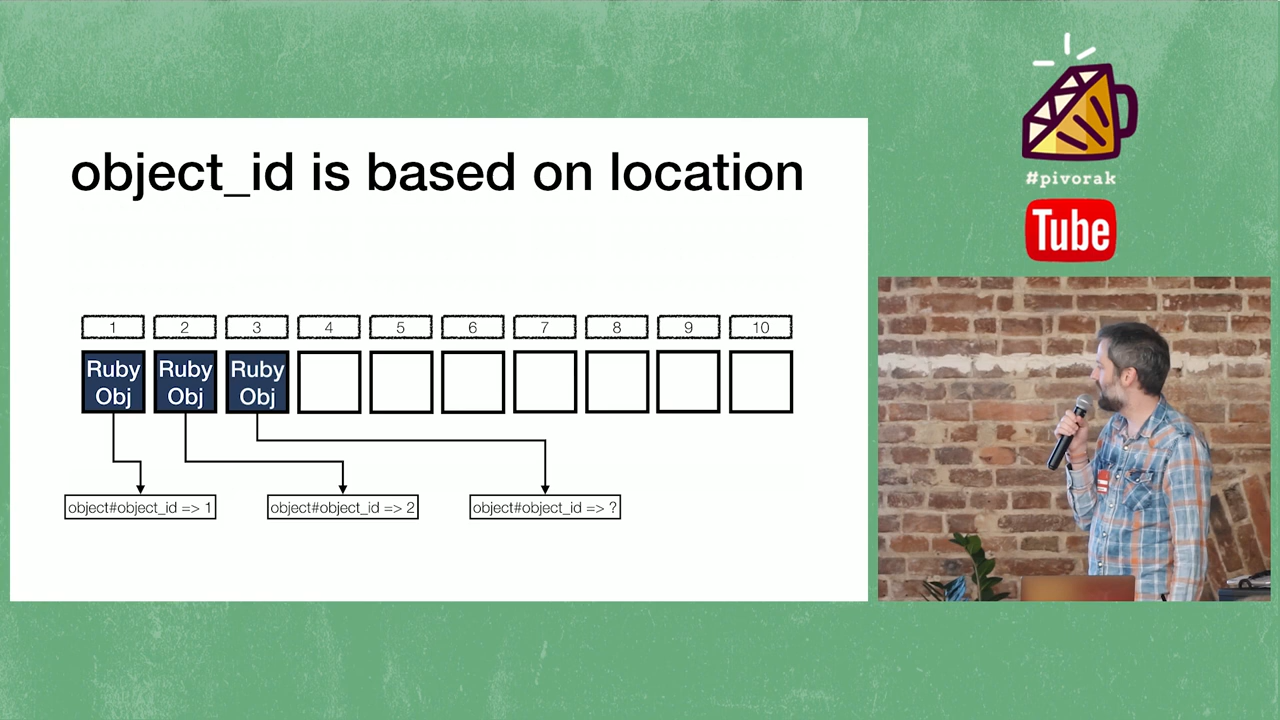 object_id is based on location
1 2 3 4 5 6 7 8 9 10
Ruby Ruby Ruby
Obj Obj Obj
object#object_id => 1 object#object_id => 2 object#object_id => ?
#pivorak
Tube